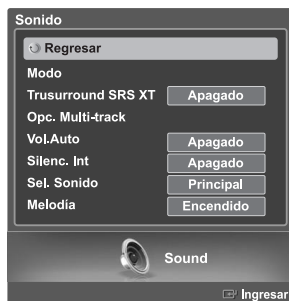 Sonido
Regresar
Modo
Trusurround SRS XT Apagado
Opc. Multi-track
Vol.Auto Apagado
Silenc. Int Apagado
Sel. Sonido Principal
Melodía Encendido
Sound
Ingresar